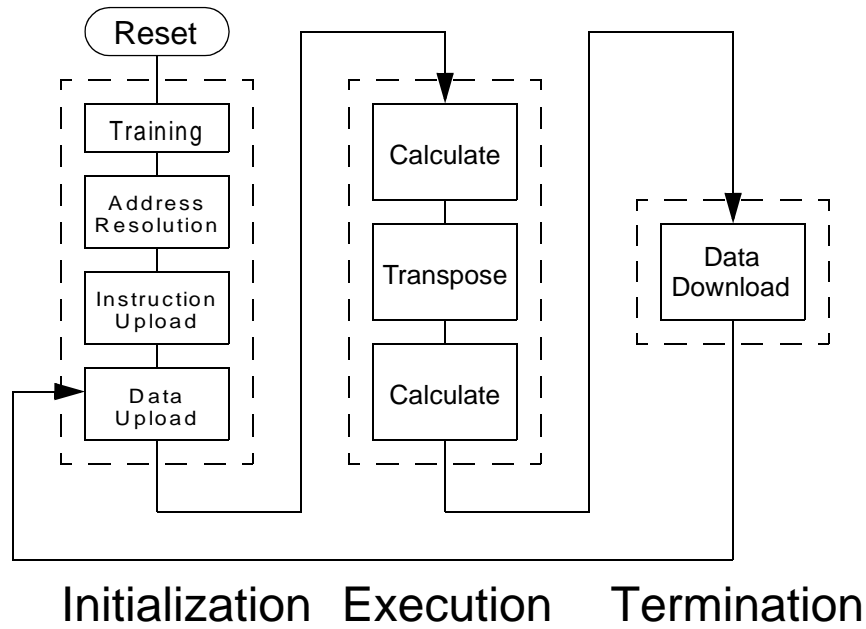 Reset
Training
Address
Resolution
Instruction
Upload
Data
Upload
Calculate
Transpose
Calculate
Data
Download
Initialization
Execution
Termination